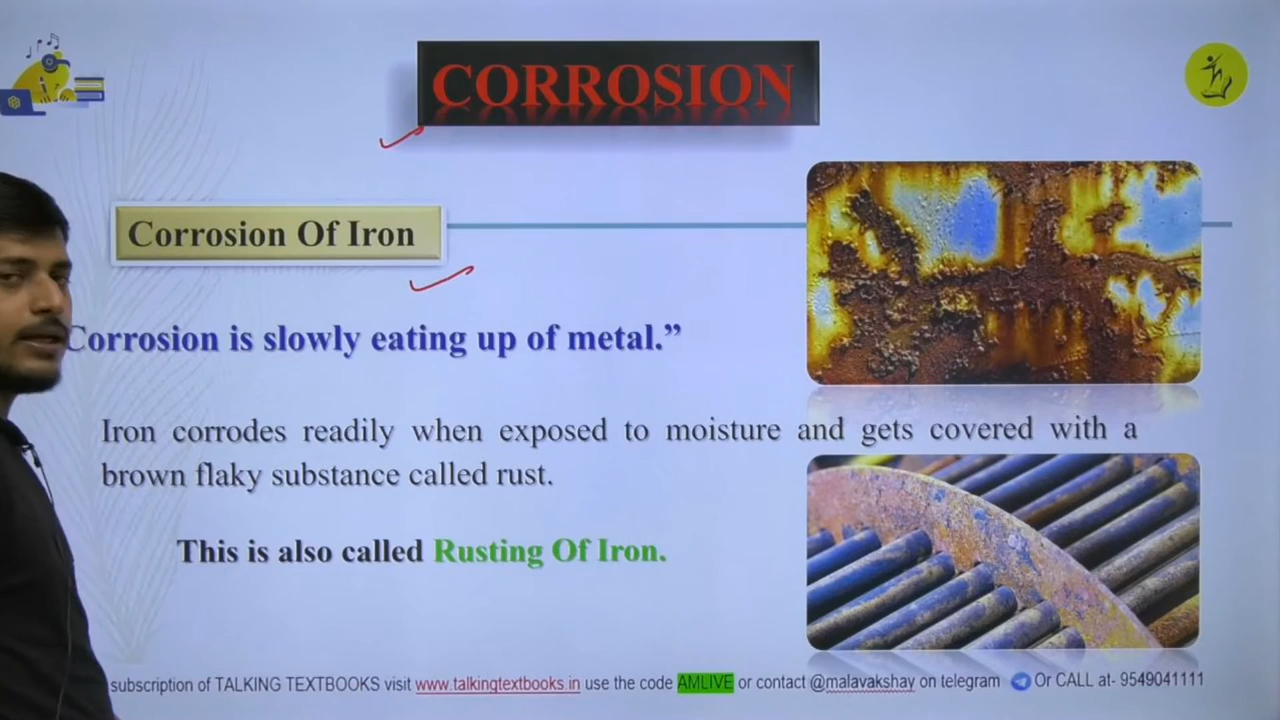 CORROSION
Corrosion Of Iron
Corrosion is slowly eating up of metal.”
Iron corrodes readily when exposed to moisture and gets covered with a
brown flaky substance called rust.
This is also called Rusting Of Iron.
subscription of TALKING TEXTBOOKS visit www.talkingtextbooks.in use the code AMLIVE or contact @malavakshay on telegram Or CALL at- 9549041111